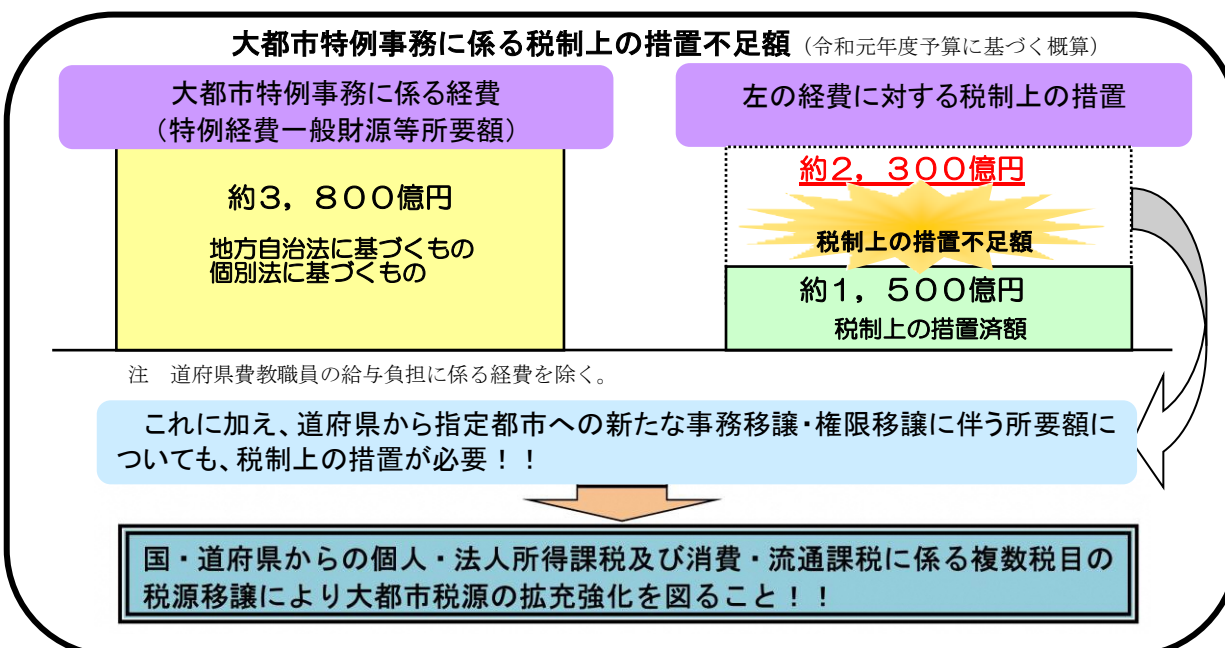 大都市特例事務に係る税制上の措置不足額（令和元年度予算に基づく概算）
大都市特例事務に係る経費
（特例経費一般財源等所要額）
左の経費に対する税制上の措置
約３，８００億円
地方自治法に基づくもの
個別法に基づくもの
約２，３００億円
税制上の措置不足額
約１，５００億円
税制上の措置済額
注　道府県費教職員の給与負担に係る経費を除く。
これに加え、道府県から指定都市への新たな事務移譲・権限移譲に伴う所要額に
ついても、税制上の措置が必要！！
国・道府県からの個人・法人所得課税及び消費・流通課税に係る複数税目の
税源移譲により大都市税源の拡充強化を図ること！！